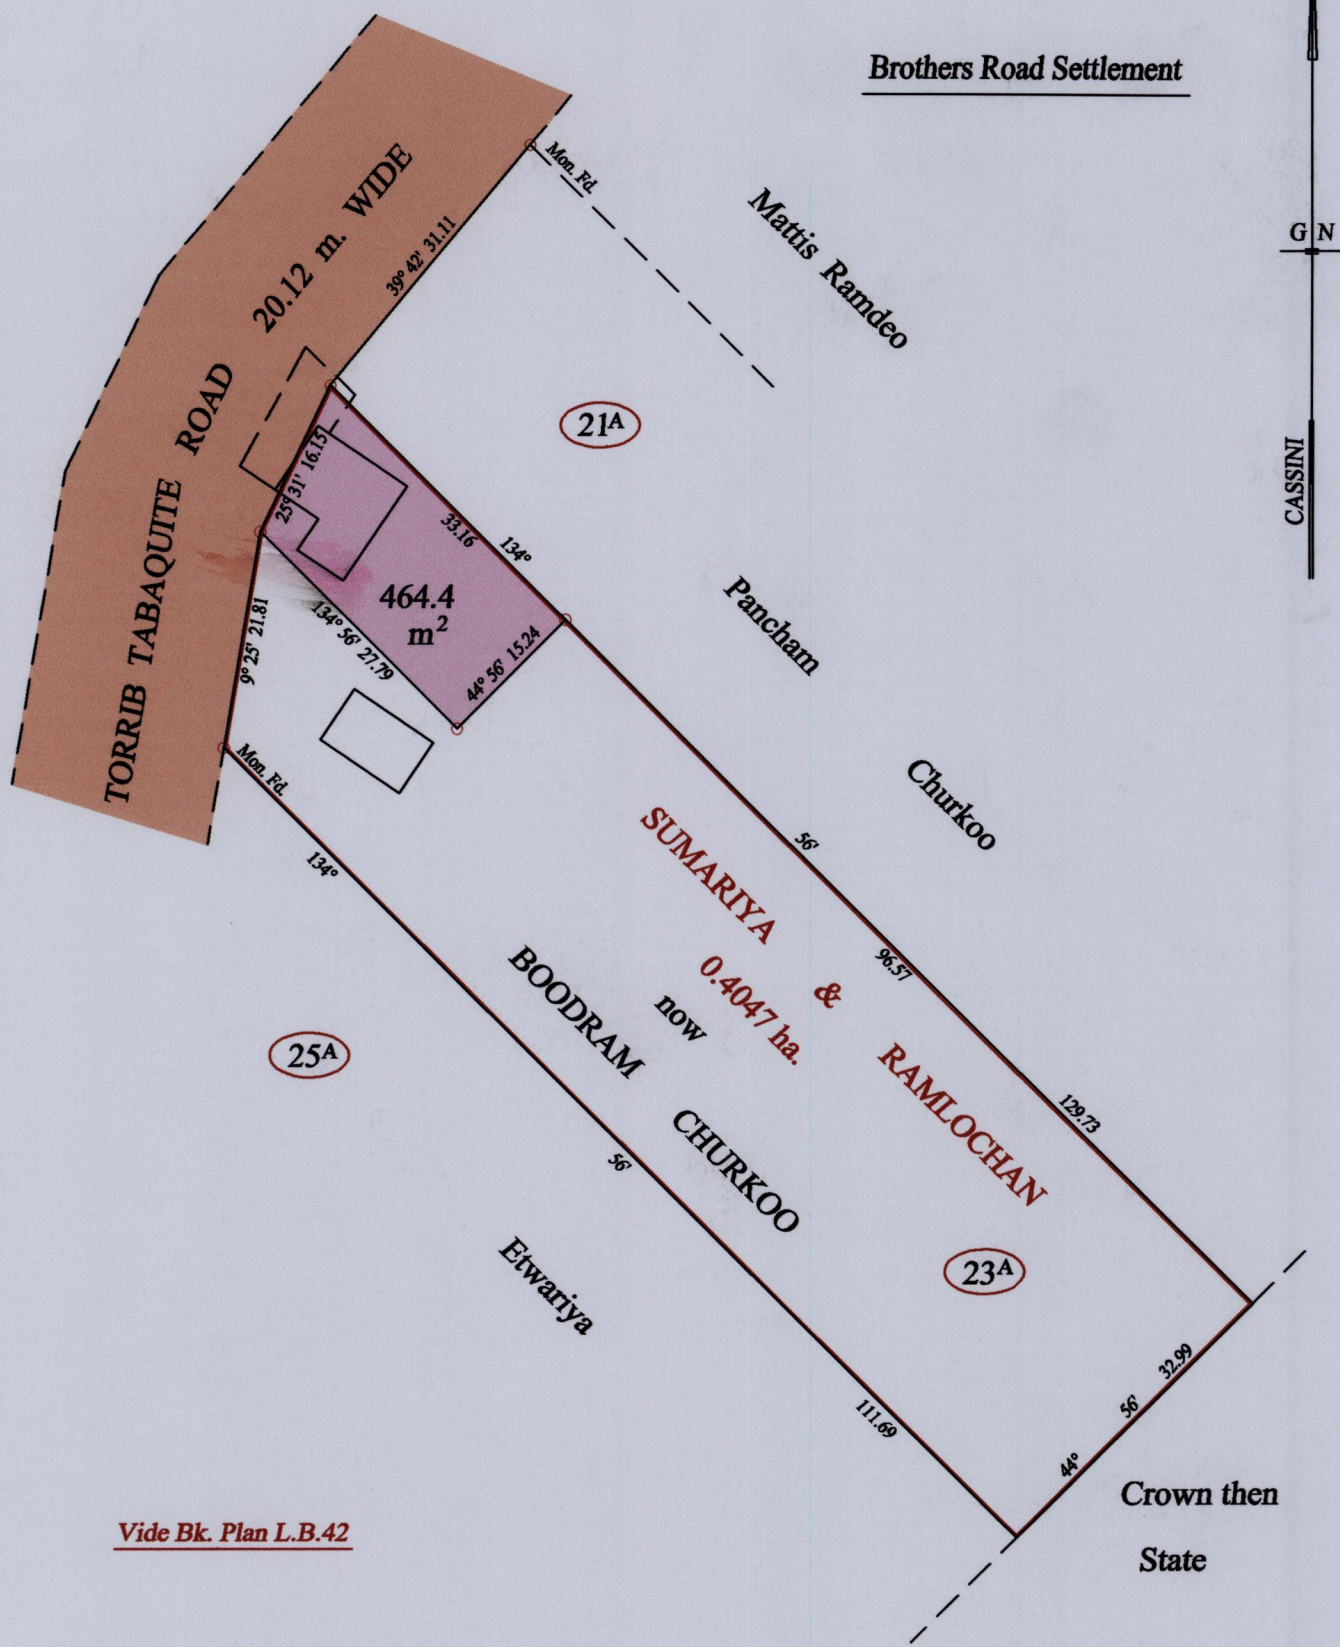 Brothers Road Settlement
G N
CASSINI
TORRIB TABAQUITE ROAD 20.12 m. WIDE
Mon. Fd.
39° 42' 31.11
Mattis Ramdeo
21A
25° 31' 16.15
33.16
134°
464.4
m²
134° 56' 27.79
44° 56' 15.24
9° 25' 21.81
Mon. Fd.
Pancham Churkoo
134°
56'
96.57
129.73
SUMARIYA & RAMLOCHAN
0.4047 ha.
now
BOODRAM CHURKOO
25A
56'
Etwariya
23A
111.69
44° 56' 32.99
Crown then
State
Vide Bk. Plan L.B.42